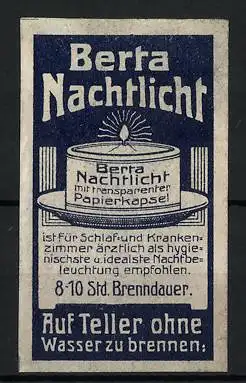 Berta
Nachtlicht
Berta
Nachtlicht
mit transparenter
Papierkapsel
ist für Schlaf-und Kranken-
zimmer ärztlich als hygie-
nischste u. idealste Nachtbe-
leuchtung empfohlen.
8-10 Std. Brenndauer.
Auf Teller ohne
Wasser zu brennen.